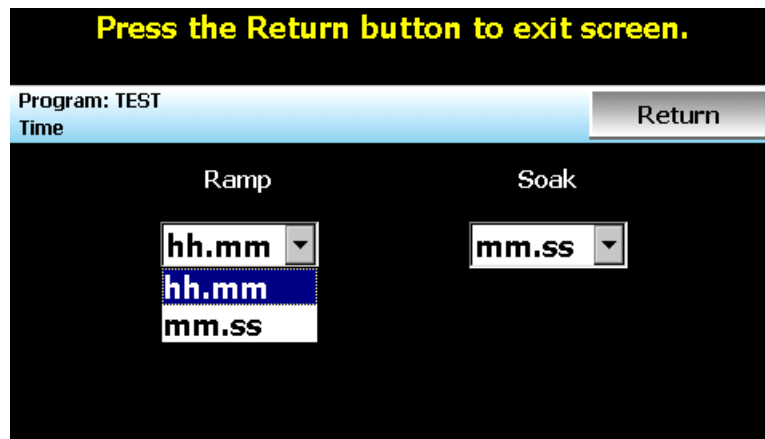 Press the Return button to exit screen.
Program: TEST
Return
Time
Ramp Soak
hh.mm mm.ss
hh.mm
mm.ss